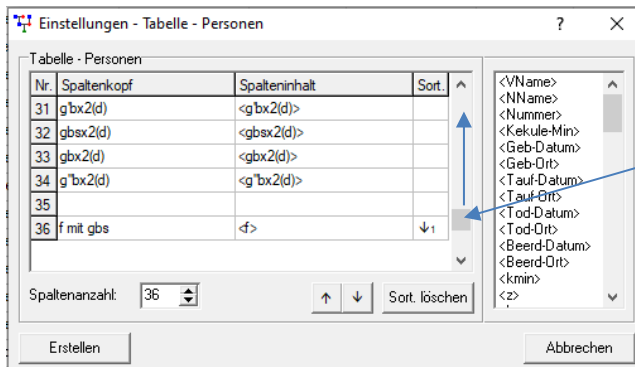 Einstellungen - Tabelle - Personen ? ×
Tabelle - Personen
Nr. Spaltenkopf Spalteninhalt Sort.
31 g'bx2(d) <g'bx2(d)>
32 gbsx2(d) <gbsx2(d)>
33 gbx2(d) <gbx2(d)>
34 g"bx2(d) <g"bx2(d)>
35
36 f mit gbs <f> ↓1
Spaltenanzahl: 36 ↑ ↓ Sort. löschen
<VName>
<NName>
<Nummer>
<Kekule-Min>
<Geb-Datum>
<Geb-Ort>
<Tauf-Datum>
<Tauf-Ort>
<Tod-Datum>
<Tod-Ort>
<Beerd-Datum>
<Beerd-Ort>
<kmin>
<z>
Erstellen Abbrechen